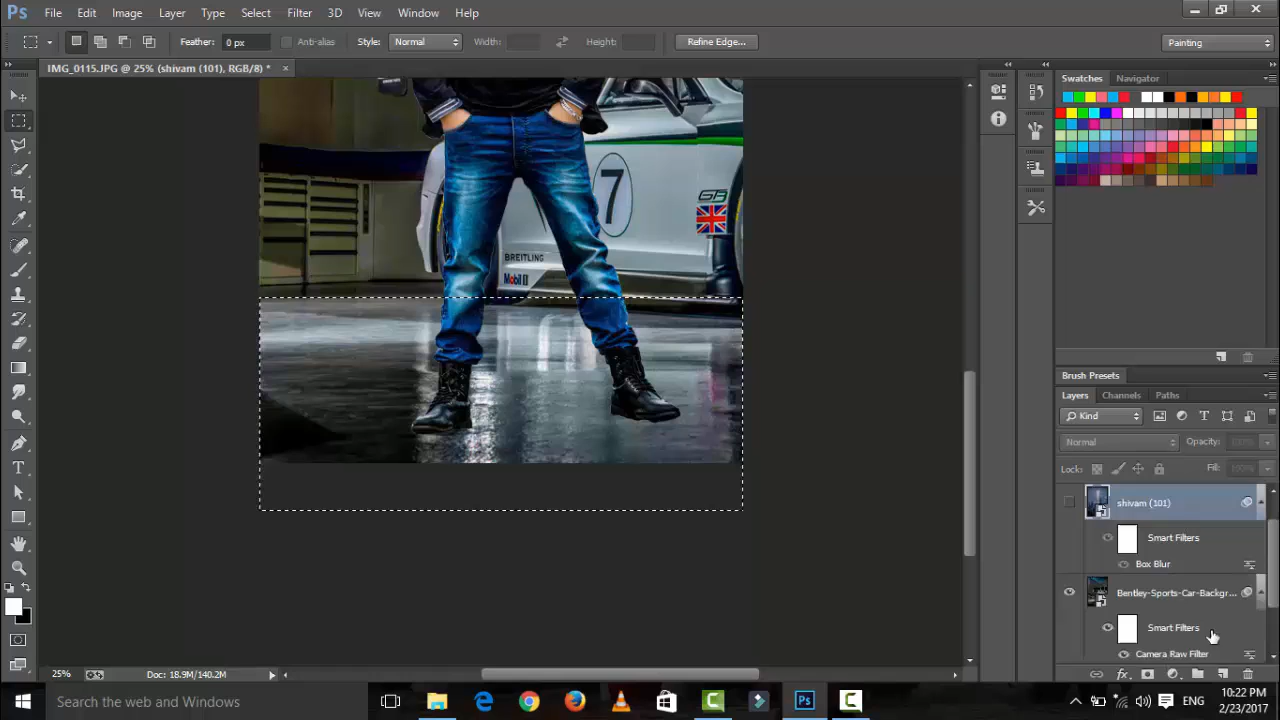 Ps File Edit Image Layer Type Select Filter 3D View Window Help
Feather: 0 px Anti-alias Style: Normal Width: Height: Refine Edge... Painting
IMG_0115.JPG @ 25% (shivam (101), RGB/8) * ×
Swatches Navigator
7
GB
BREITLING
Mobil
Brush Presets
Layers Channels Paths
Kind
Normal Opacity: 100%
Lock: Fill: 100%
shivam (101)
Smart Filters
Box Blur
Bentley-Sports-Car-Backgr...
Smart Filters
Camera Raw Filter
25% Doc: 18.9M/140.2M
Search the web and Windows
ENG
10:22 PM
2/23/2017